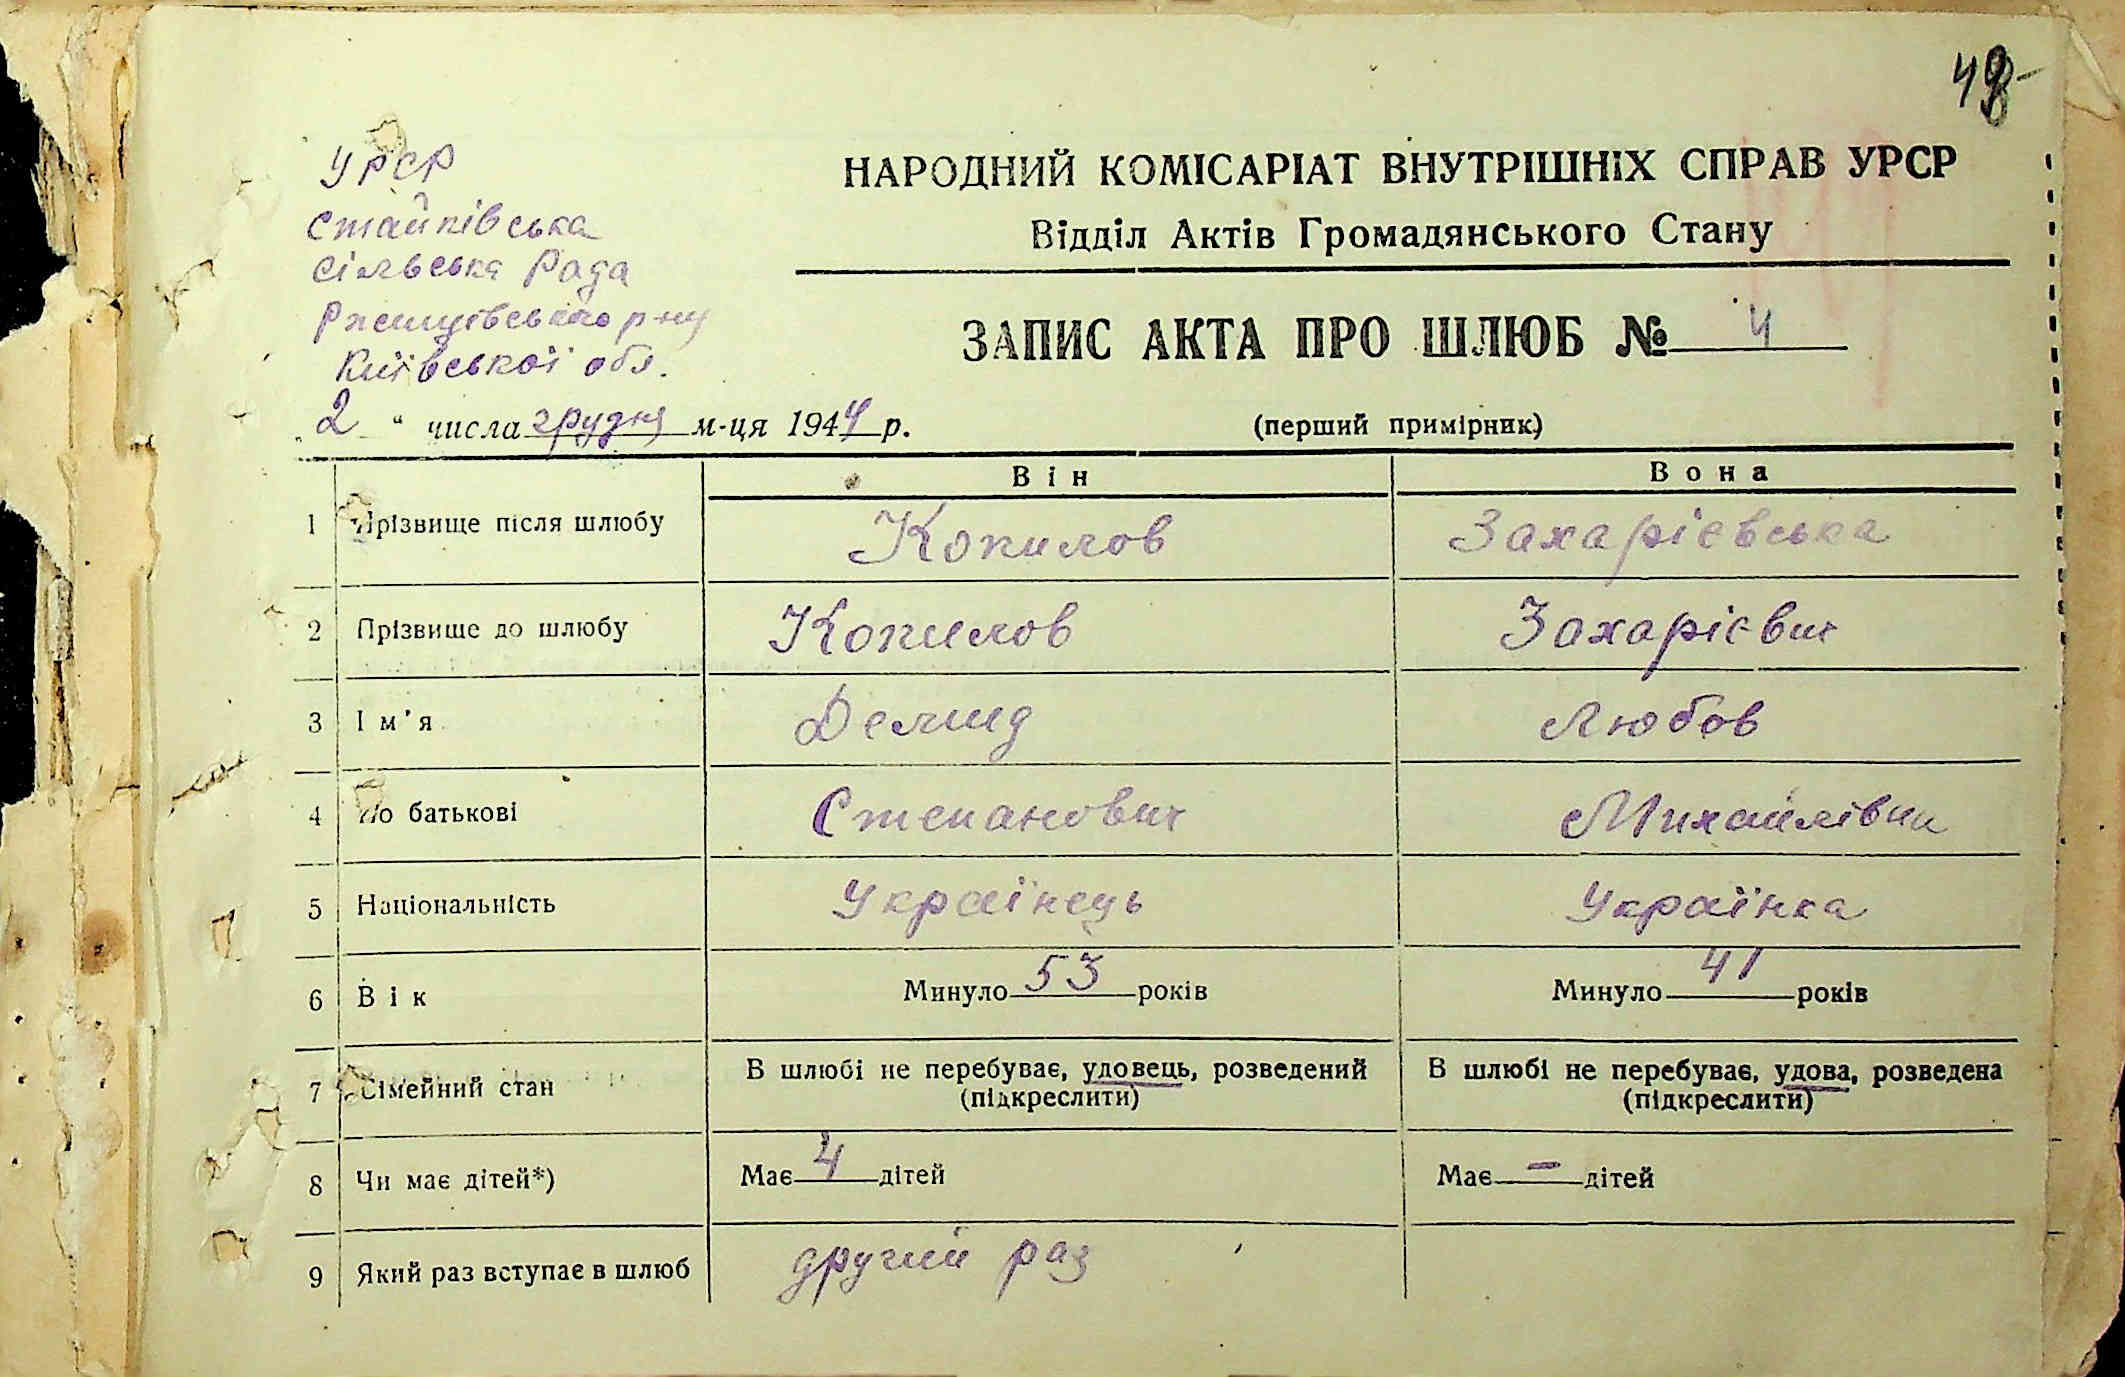 УРСР
Стайківська
сільська Рада
Ржищівського р-ну
Київської обл.
НАРОДНИЙ КОМІСАРІАТ ВНУТРІШНІХ СПРАВ УРСР
Відділ Актів Громадянського Стану
ЗАПИС АКТА ПРО ШЛЮБ № 4
„ 2 “ числа грудня м-ця 1944 р.
(перший примірник)
Він Вона
1 Прізвище після шлюбу Копилов Захарієвська
2 Прізвище до шлюбу Копилов Захарієвич
3 Ім'я Демид Любов
4 По батькові Степанович Михайлівна
5 Національність Українець Українка
6 Вік Минуло 53 років Минуло 41 років
7 Сімейний стан В шлюбі не перебуває, удовець, розведений В шлюбі не перебуває, удова, розведена
(підкреслити) (підкреслити)
8 Чи має дітей*) Має 4 дітей Має – дітей
9 Який раз вступає в шлюб другий раз